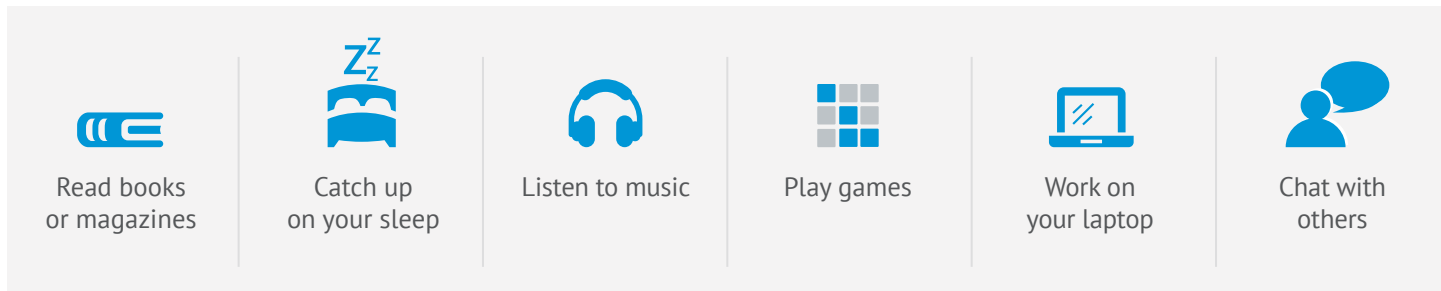 Zzz
Read books
or magazines
Catch up
on your sleep
Listen to music
Play games
Work on
your laptop
Chat with
others